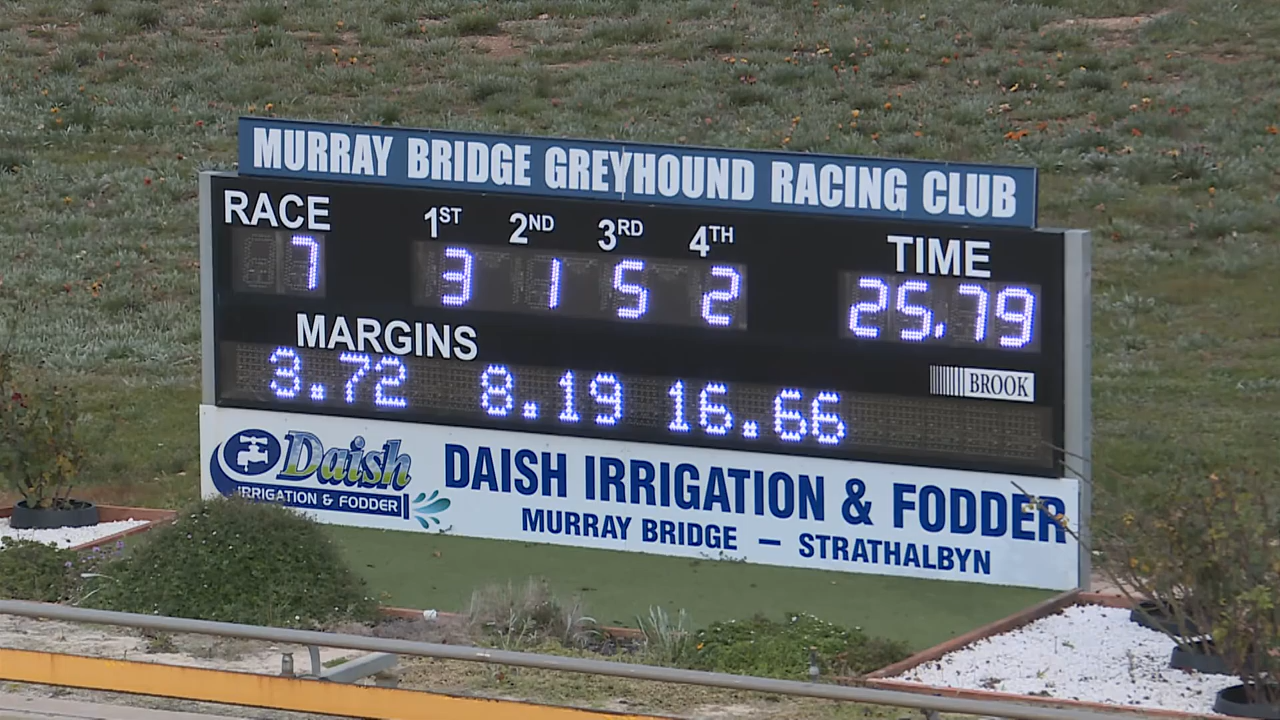 MURRAY BRIDGE GREYHOUND RACING CLUB
RACE 1ST 2ND 3RD 4TH TIME
7 3 1 5 2 25.79
MARGINS
3.72 8.19 16.66
BROOK
Daish
IRRIGATION & FODDER
DAISH IRRIGATION & FODDER
MURRAY BRIDGE – STRATHALBYN